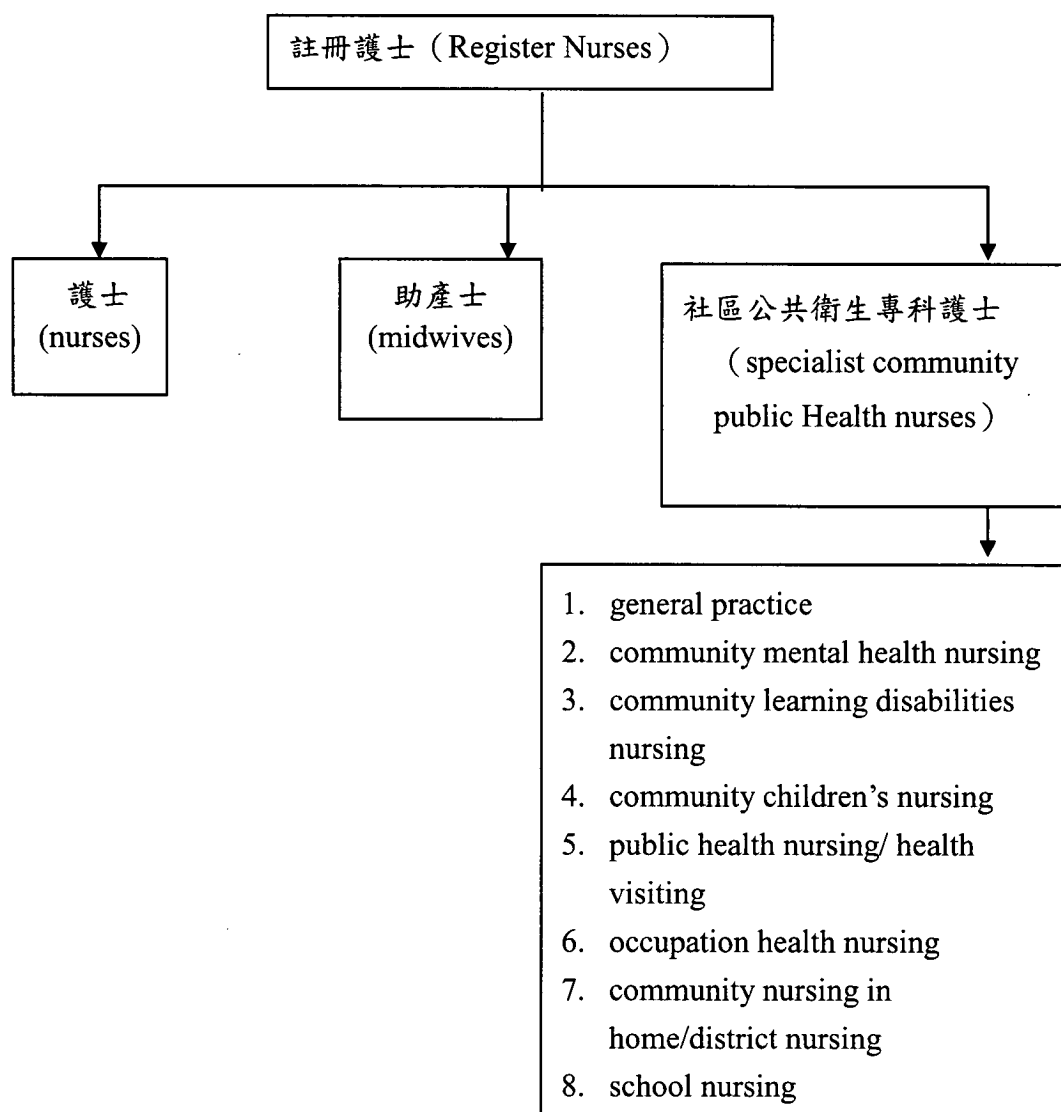 註冊護士（Register Nurses）
護士
(nurses)
助產士
(midwives)
社區公共衛生專科護士
（specialist community
public Health nurses）
1. general practice
2. community mental health nursing
3. community learning disabilities
nursing
4. community children's nursing
5. public health nursing/ health
visiting
6. occupation health nursing
7. community nursing in
home/district nursing
8. school nursing